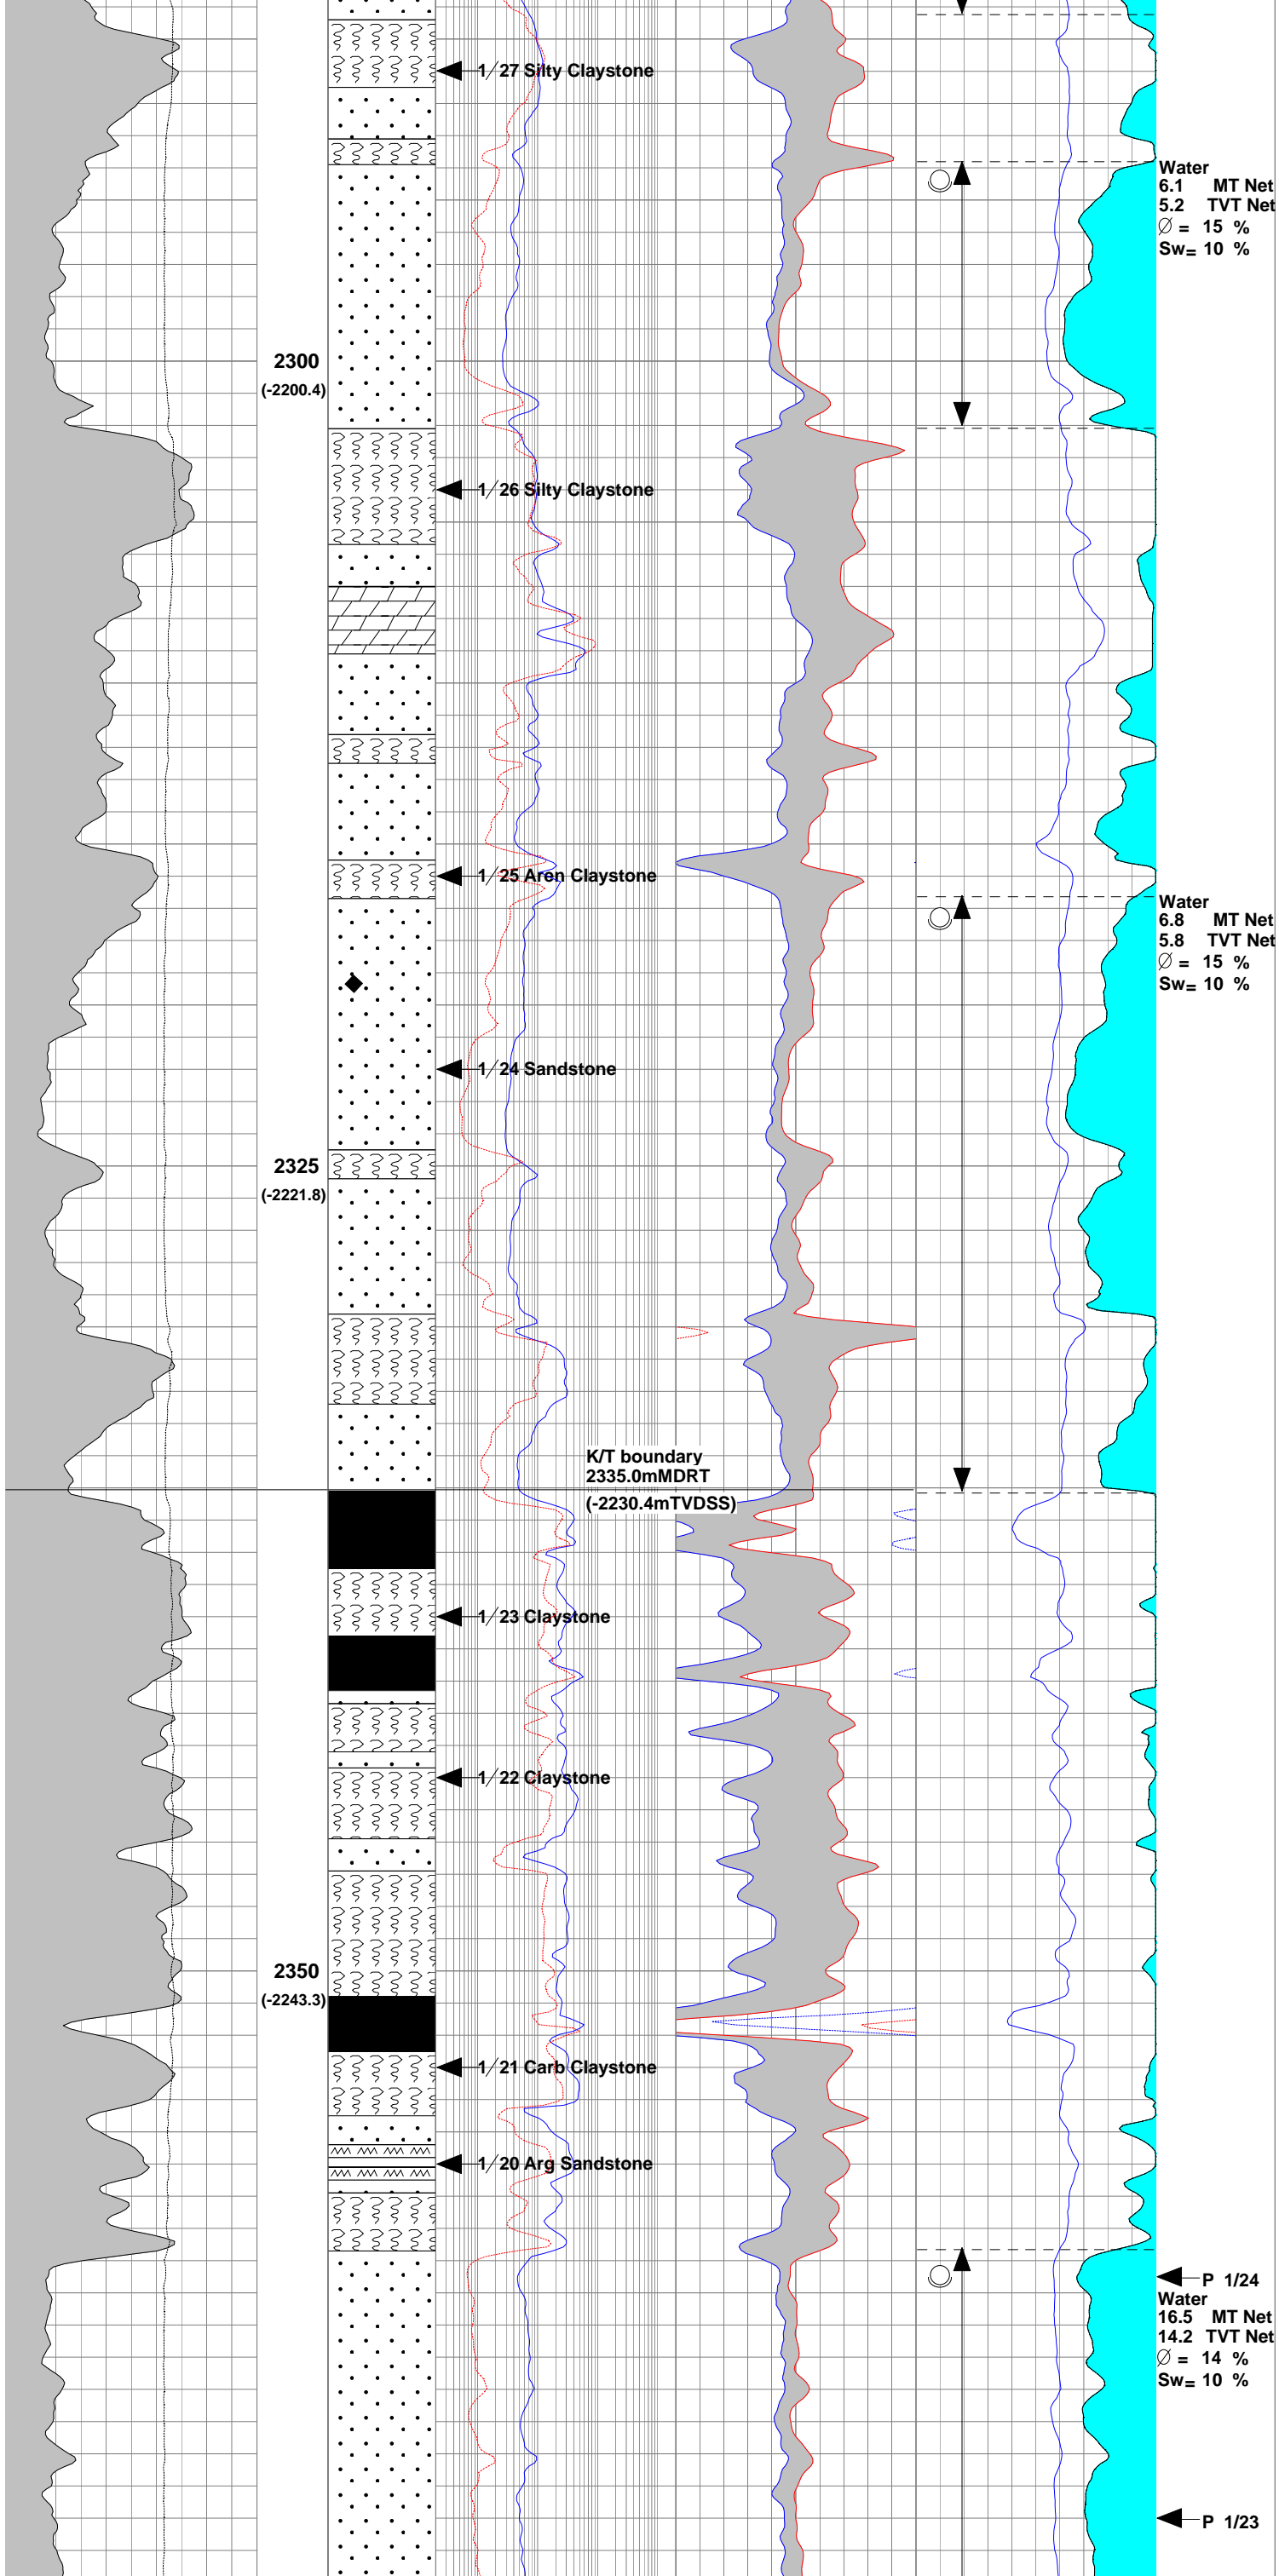 1/27 Silty Claystone
Water
6.1 MT Net
5.2 TVT Net
Ø = 15 %
Sw= 10 %
2300
(-2200.4)
1/26 Silty Claystone
1/25 Aren Claystone
Water
6.8 MT Net
5.8 TVT Net
Ø = 15 %
Sw= 10 %
1/24 Sandstone
2325
(-2221.8)
K/T boundary
2335.0mMDRT
(-2230.4mTVDSS)
1/23 Claystone
1/22 Claystone
2350
(-2243.3)
1/21 Carb Claystone
1/20 Arg Sandstone
P 1/24
Water
16.5 MT Net
14.2 TVT Net
Ø = 14 %
Sw= 10 %
P 1/23